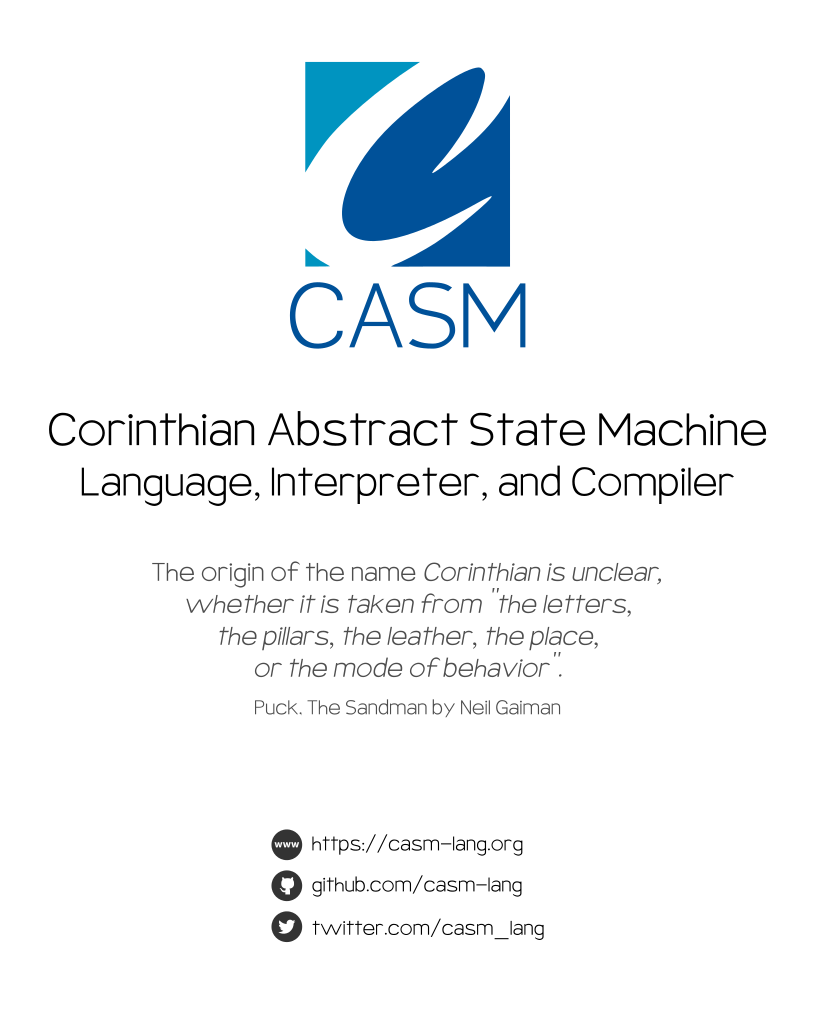 CASM
Corinthian Abstract State Machine
Language, Interpreter, and Compiler
The origin of the name Corinthian is unclear,
whether it is taken from "the letters,
the pillars, the leather, the place,
or the mode of behavior".
Puck. The Sandman by Neil Gaiman
www https://casm-lang.org
github.com/casm-lang
twitter.com/casm_lang